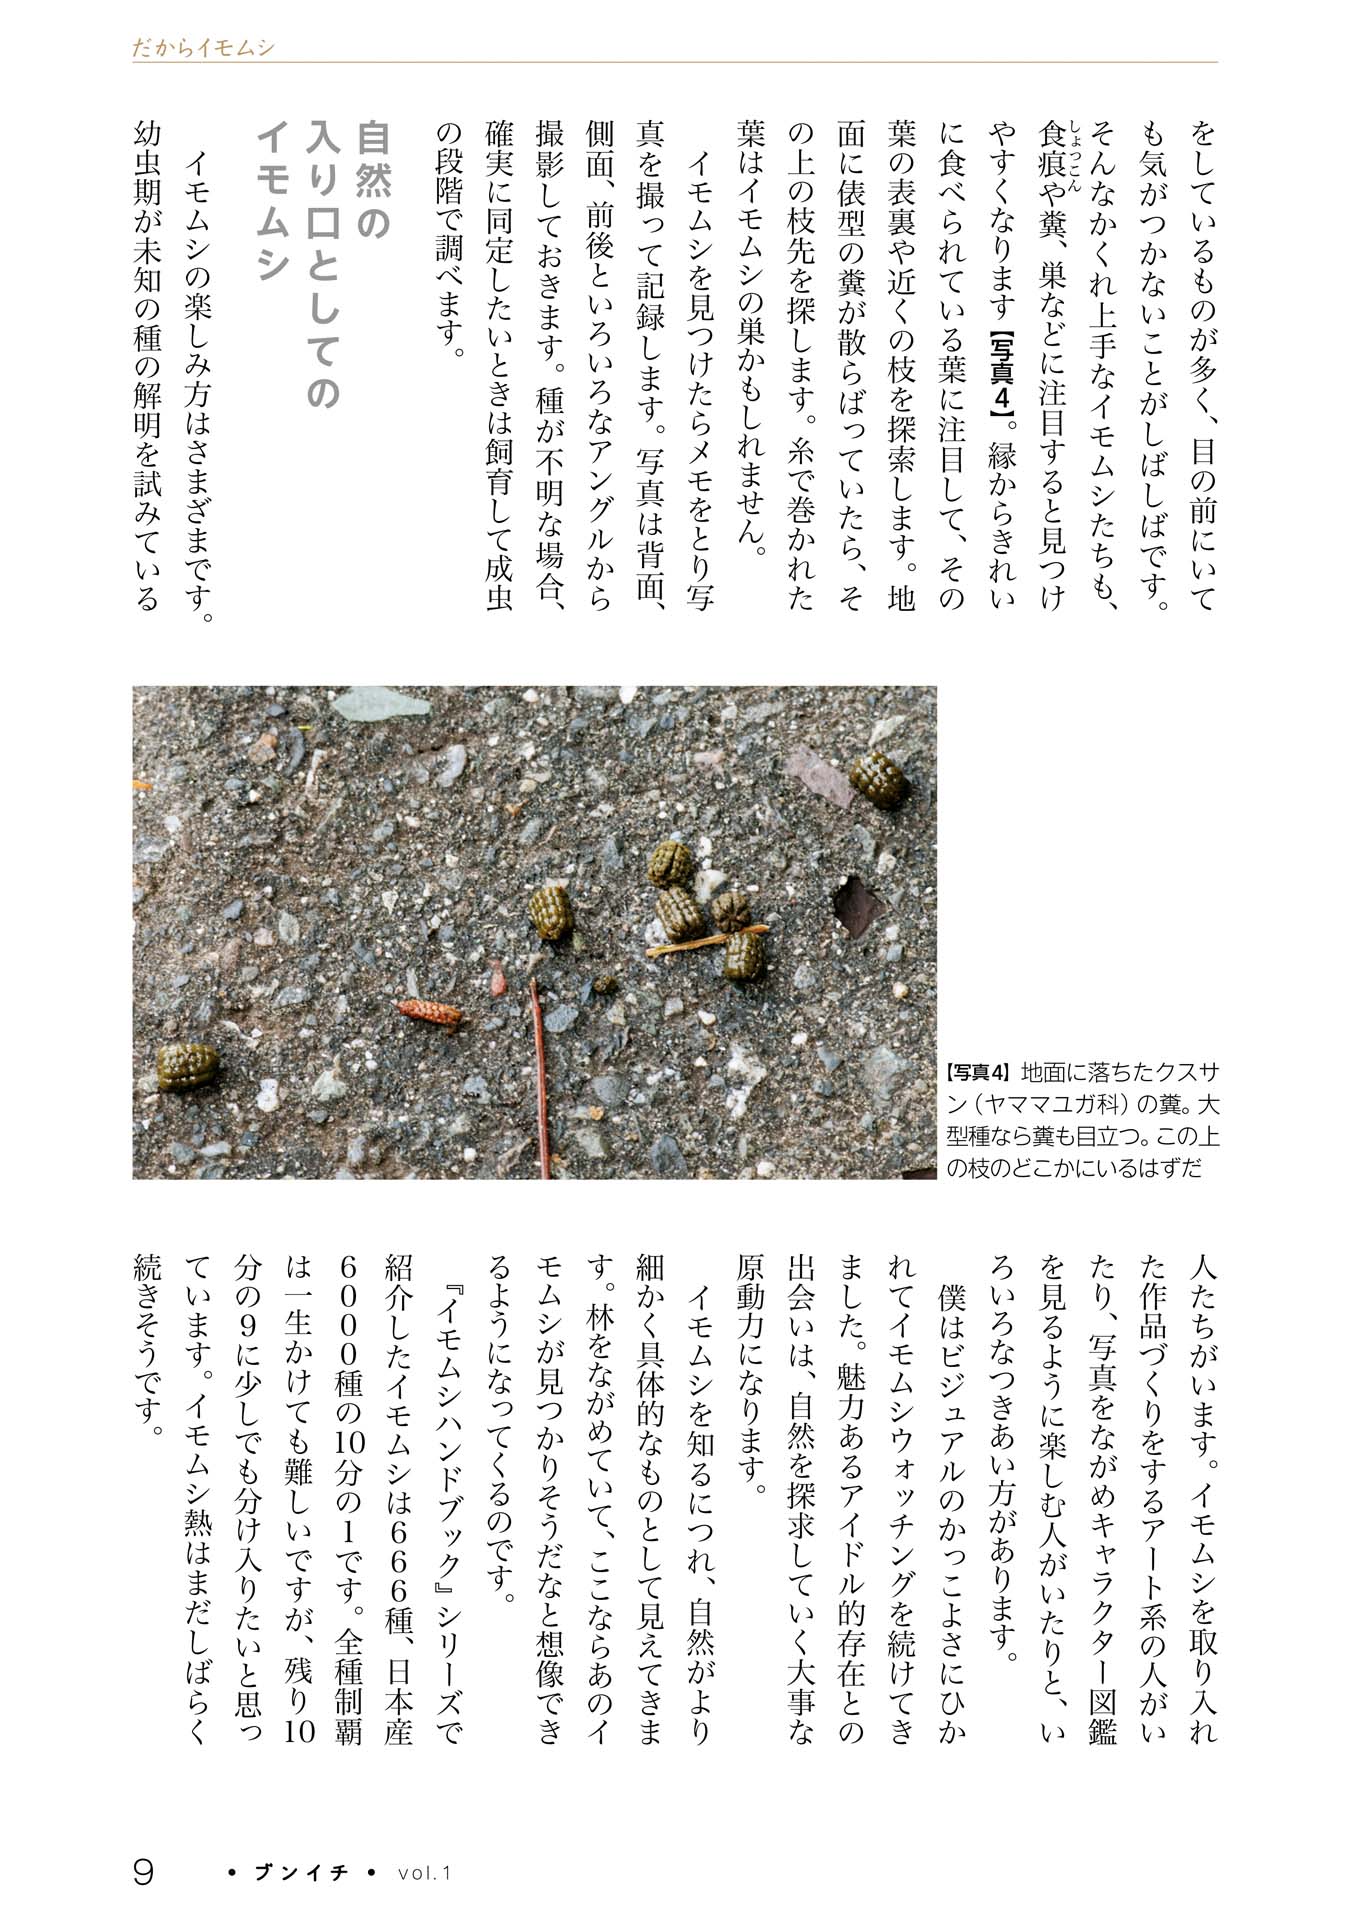 だからイモムシ
をしているものが多く、目の前にいて
も気がつかないことがしばしばです。
そんなかくれ上手なイモムシたちも、
食痕や糞、巣などに注目すると見つけ
しょっこん
やすくなります【写真4】。縁からきれい
に食べられている葉に注目して、その
葉の表裏や近くの枝を探索します。地
面に俵型の糞が散らばっていたら、そ
の上の枝先を探します。糸で巻かれた
葉はイモムシの巣かもしれません。
イモムシを見つけたらメモをとり写
真を撮って記録します。写真は背面、
側面、前後といろいろなアングルから
撮影しておきます。種が不明な場合、
確実に同定したいときは飼育して成虫
の段階で調べます。
自然の
入り口としての
イモムシ
イモムシの楽しみ方はさまざまです。
幼虫期が未知の種の解明を試みている
【写真4】地面に落ちたクスサ
ン（ヤママユガ科）の糞。大
型種なら糞も目立つ。この上
の枝のどこかにいるはずだ
人たちがいます。イモムシを取り入れ
た作品づくりをするアート系の人がい
たり、写真をながめキャラクター図鑑
を見るように楽しむ人がいたりと、い
ろいろなつきあい方があります。
僕はビジュアルのかっこよさにひか
れてイモムシウォッチングを続けてき
ました。魅力あるアイドル的存在との
出会いは、自然を探求していく大事な
原動力になります。
イモムシを知るにつれ、自然がより
細かく具体的なものとして見えてきま
す。林をながめていて、ここならあのイ
モムシが見つかりそうだなと想像でき
るようになってくるのです。
『イモムシハンドブック』シリーズで
紹介したイモムシは666種、日本産
6000種の10分の1です。全種制覇
は一生かけても難しいですが、残り10
分の9に少しでも分け入りたいと思っ
ています。イモムシ熱はまだしばらく
続きそうです。
9
• ブンイチ • vol.1